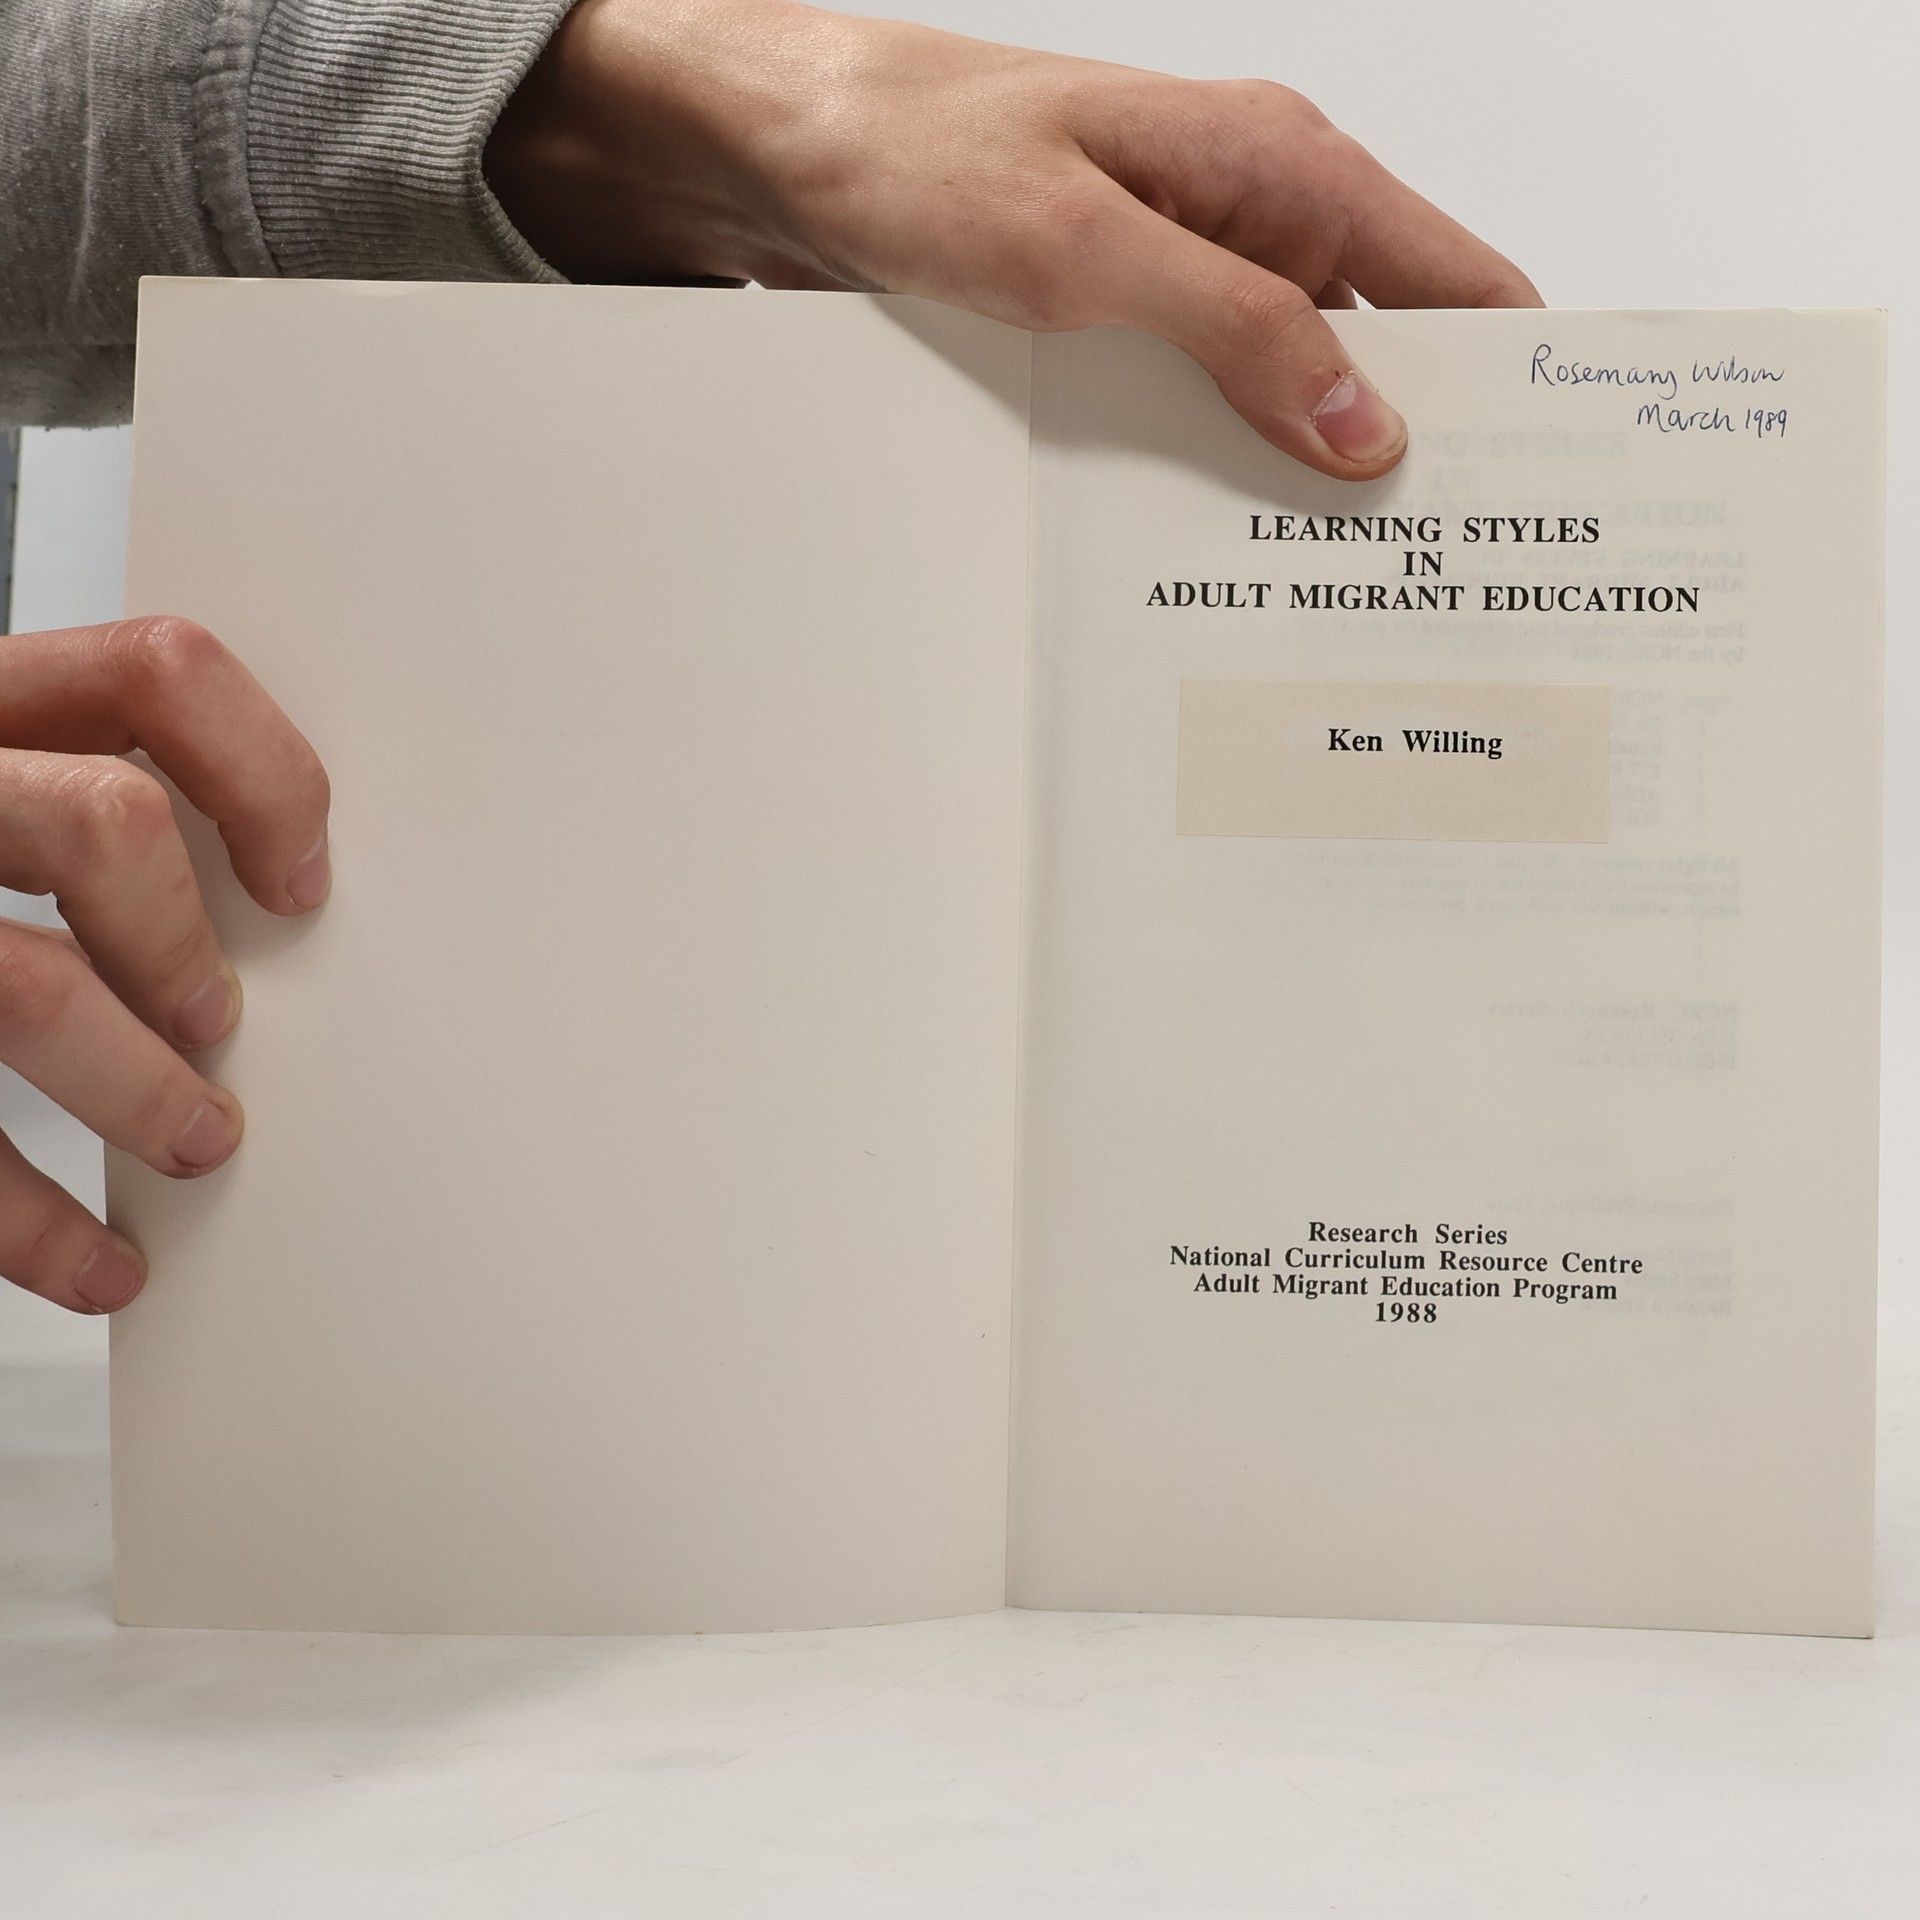 Rosemary Wilson
March 1989
LEARNING STYLES
IN
ADULT MIGRANT EDUCATION
Ken Willing
Research Series
National Curriculum Resource Centre
Adult Migrant Education Program
1988